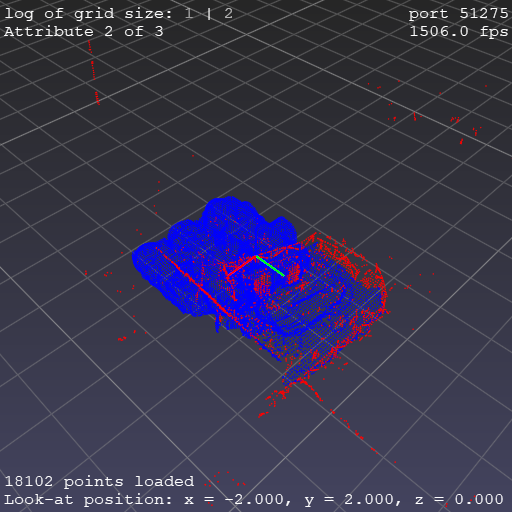 log of grid size: 1 | 2
port 51275
Attribute 2 of 3
1506.0 fps
18102 points loaded
Look-at position: x = -2.000, y = 2.000, z = 0.000